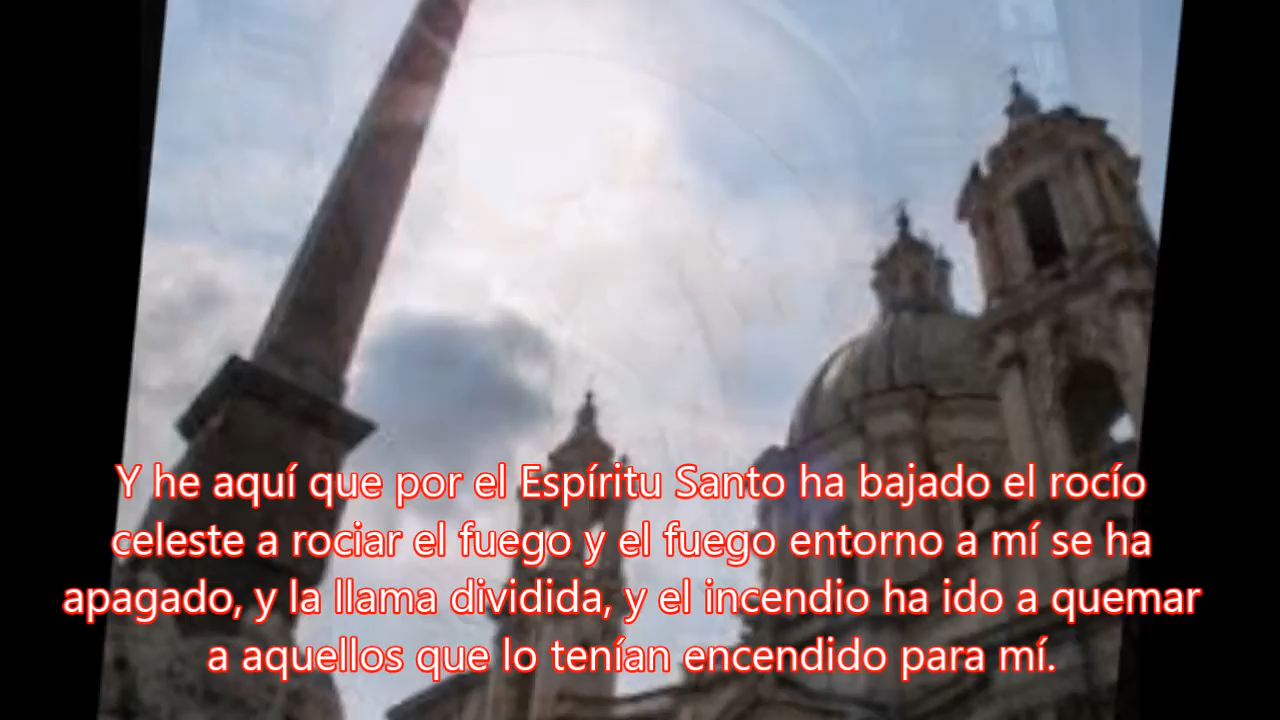 Y he aquí que por el Espíritu Santo ha bajado el rocío
celeste a rociar el fuego y el fuego entorno a mí se ha
apagado, y la llama dividida, y el incendio ha ido a quemar
a aquellos que lo tenían encendido para mí.